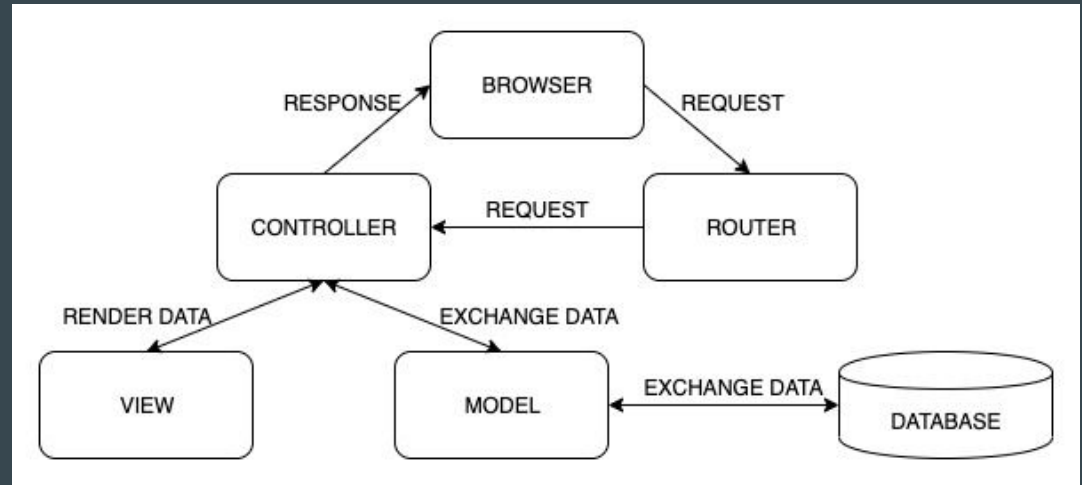 BROWSER
RESPONSE
REQUEST
CONTROLLER
REQUEST
ROUTER
RENDER DATA
EXCHANGE DATA
VIEW
MODEL
EXCHANGE DATA
DATABASE